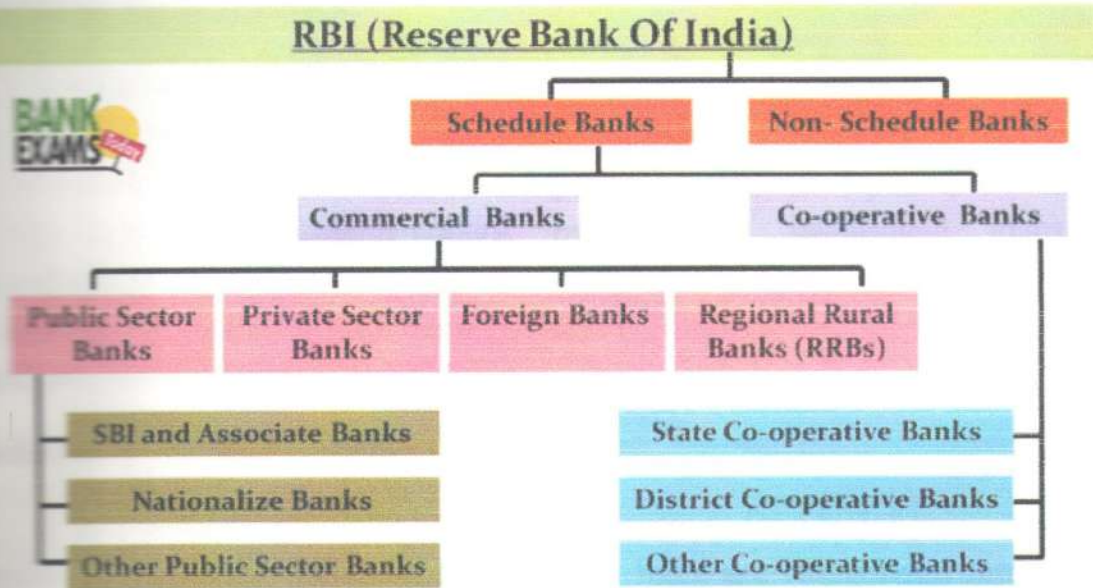 RBI (Reserve Bank Of India)
BANK
EXAMS
Today
Schedule Banks
Non- Schedule Banks
Commercial Banks
Co-operative Banks
Public Sector
Banks
Private Sector
Banks
Foreign Banks
Regional Rural
Banks (RRBs)
SBI and Associate Banks
State Co-operative Banks
Nationalize Banks
District Co-operative Banks
Other Public Sector Banks
Other Co-operative Banks